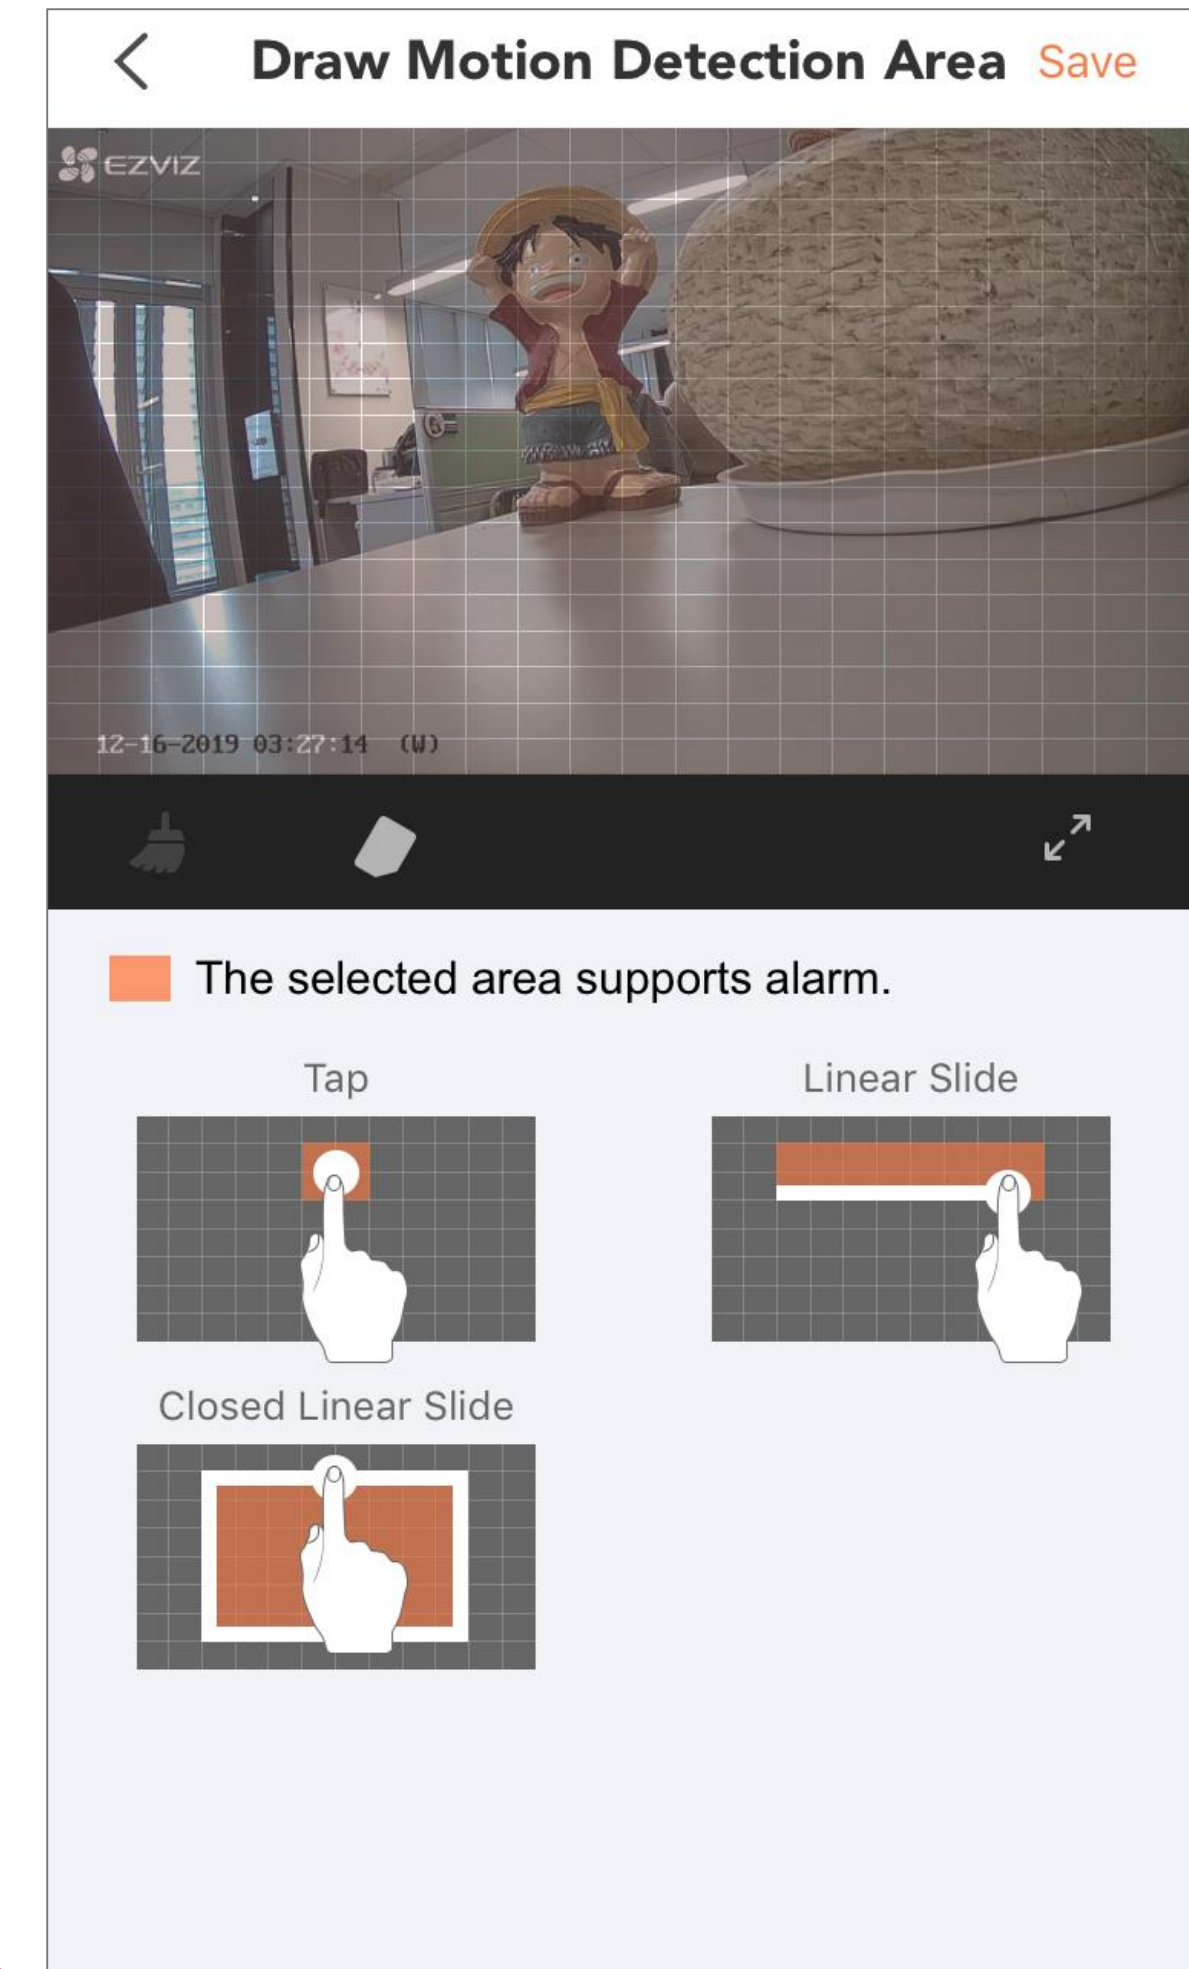 Draw Motion Detection Area Save
EZVIZ
12-16-2019 03:27:14 (W)
The selected area supports alarm.
Tap
Linear Slide
Closed Linear Slide